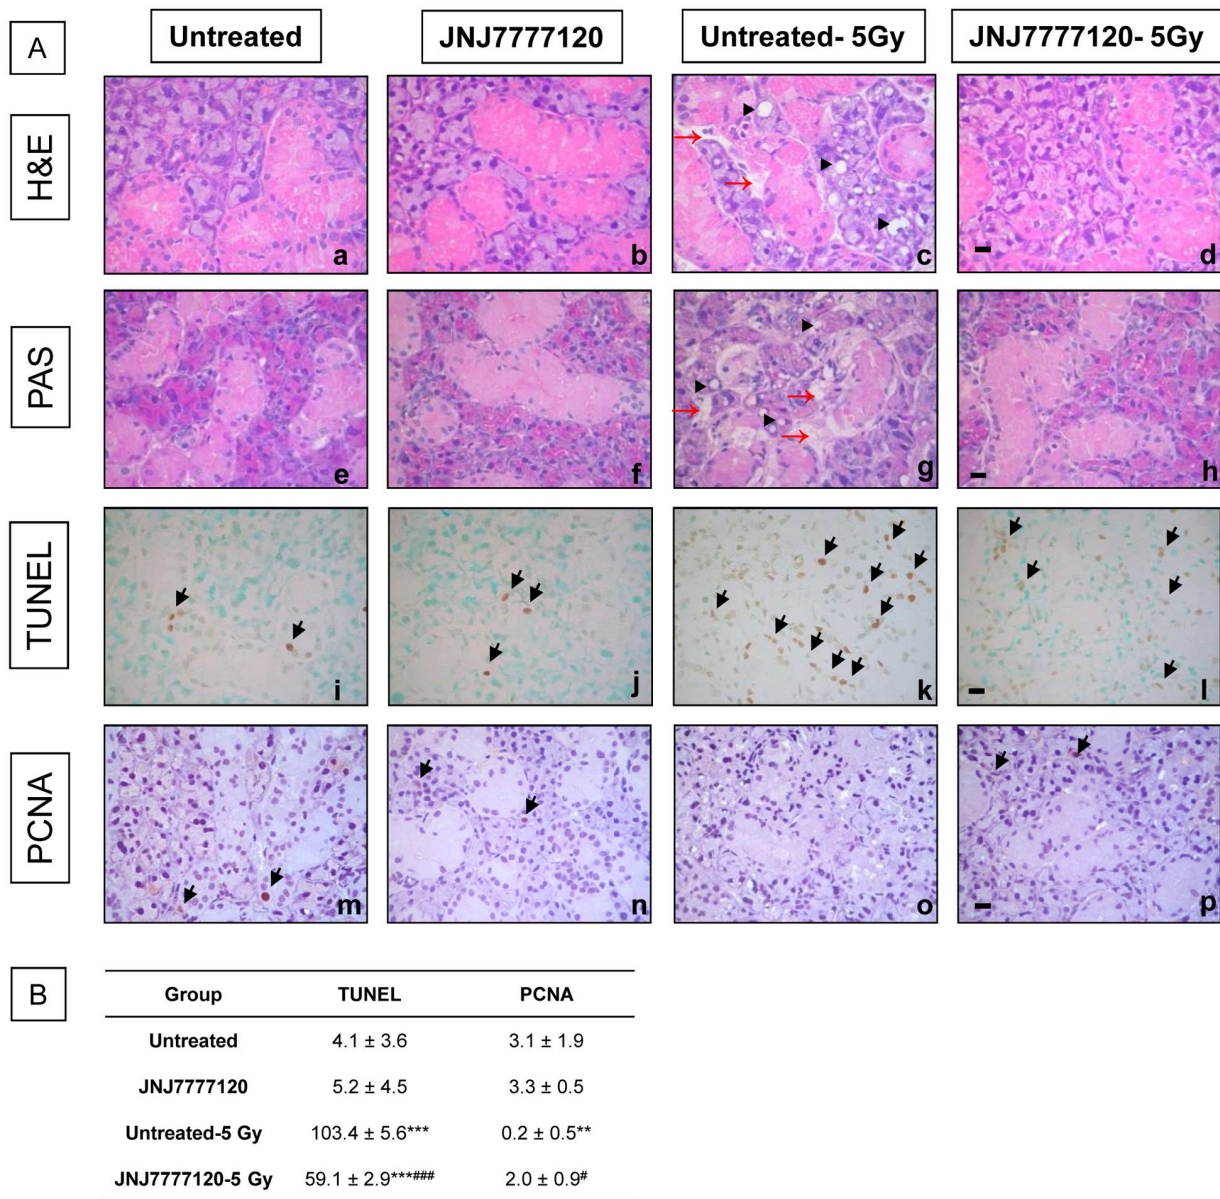 A
Untreated
JNJ7777120
Untreated- 5Gy
JNJ7777120- 5Gy
H&E
a
b
c
d
PAS
e
f
g
h
TUNEL
i
j
k
l
PCNA
m
n
o
p
B
Group TUNEL PCNA
Untreated 4.1 ± 3.6 3.1 ± 1.9
JNJ7777120 5.2 ± 4.5 3.3 ± 0.5
Untreated-5 Gy 103.4 ± 5.6*** 0.2 ± 0.5**
JNJ7777120-5 Gy 59.1 ± 2.9***### 2.0 ± 0.9#